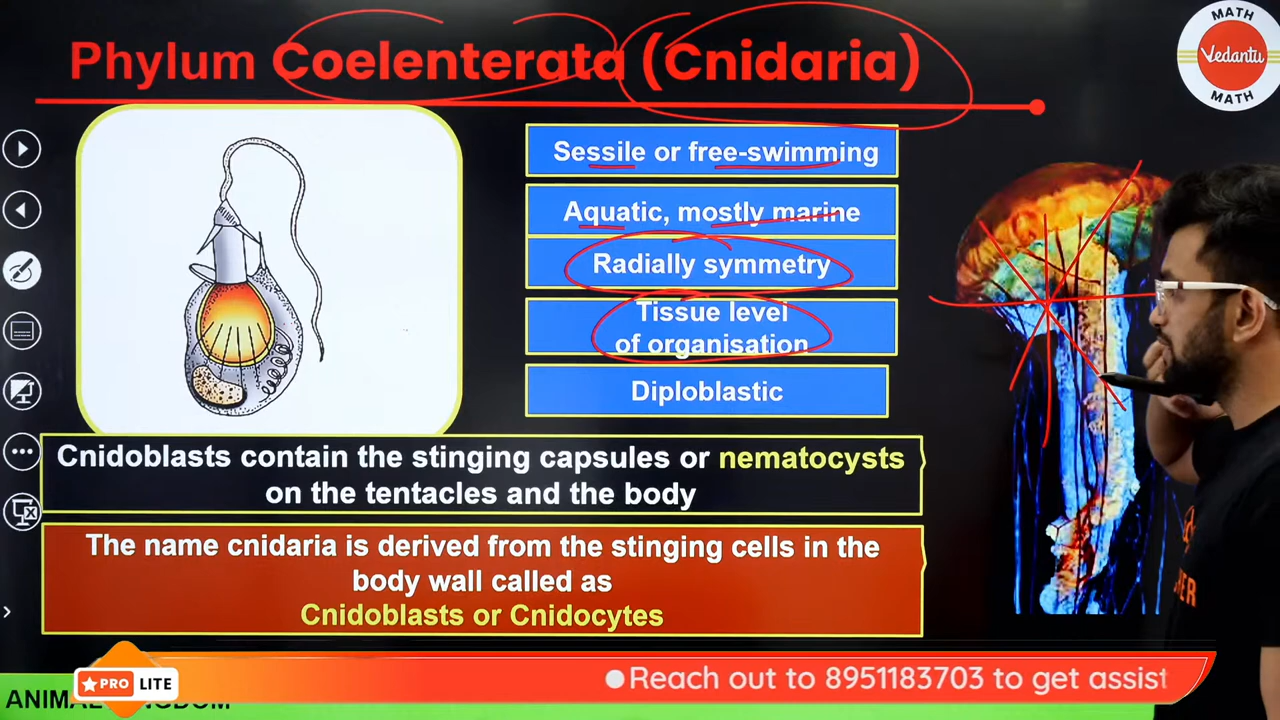 Phylum Coelenterata (Cnidaria)
MATH
Vedantu
MATH
Sessile or free-swimming
Aquatic, mostly marine
Radially symmetry
Tissue level
of organisation
Diploblastic
Cnidoblasts contain the stinging capsules or nematocysts
on the tentacles and the body
The name cnidaria is derived from the stinging cells in the
body wall called as
Cnidoblasts or Cnidocytes
PRO LITE
Reach out to 8951183703 to get assist